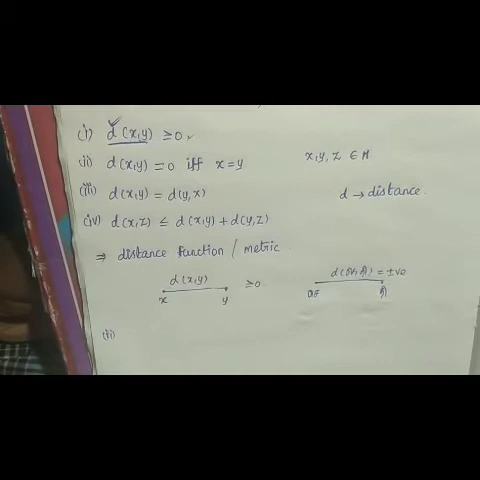 (i) d(x,y) ≥ 0
(ii) d(x,y) = 0 iff x = y
x, y, z ∈ M
(iii) d(x,y) = d(y,x)
d → distance.
(iv) d(x,z) ≤ d(x,y) + d(y,z)
⇒ distance function / metric
d(x,y) ≥ 0
x y
= +ve
(ii)